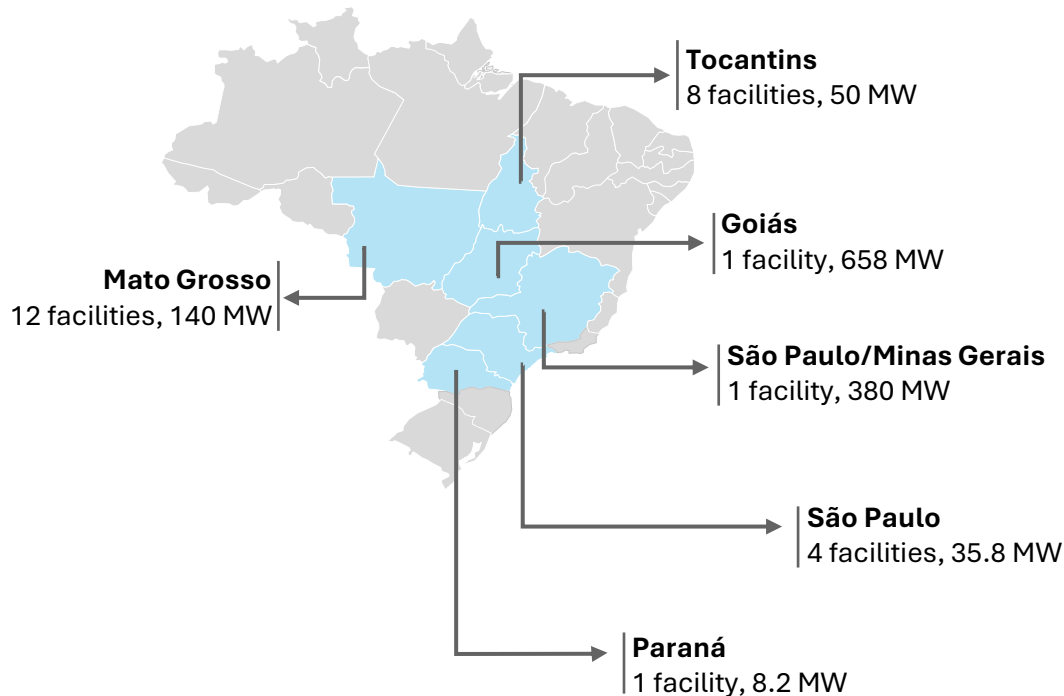 Tocantins
8 facilities, 50 MW
Goiás
1 facility, 658 MW
Mato Grosso
12 facilities, 140 MW
São Paulo/Minas Gerais
1 facility, 380 MW
São Paulo
4 facilities, 35.8 MW
Paraná
1 facility, 8.2 MW